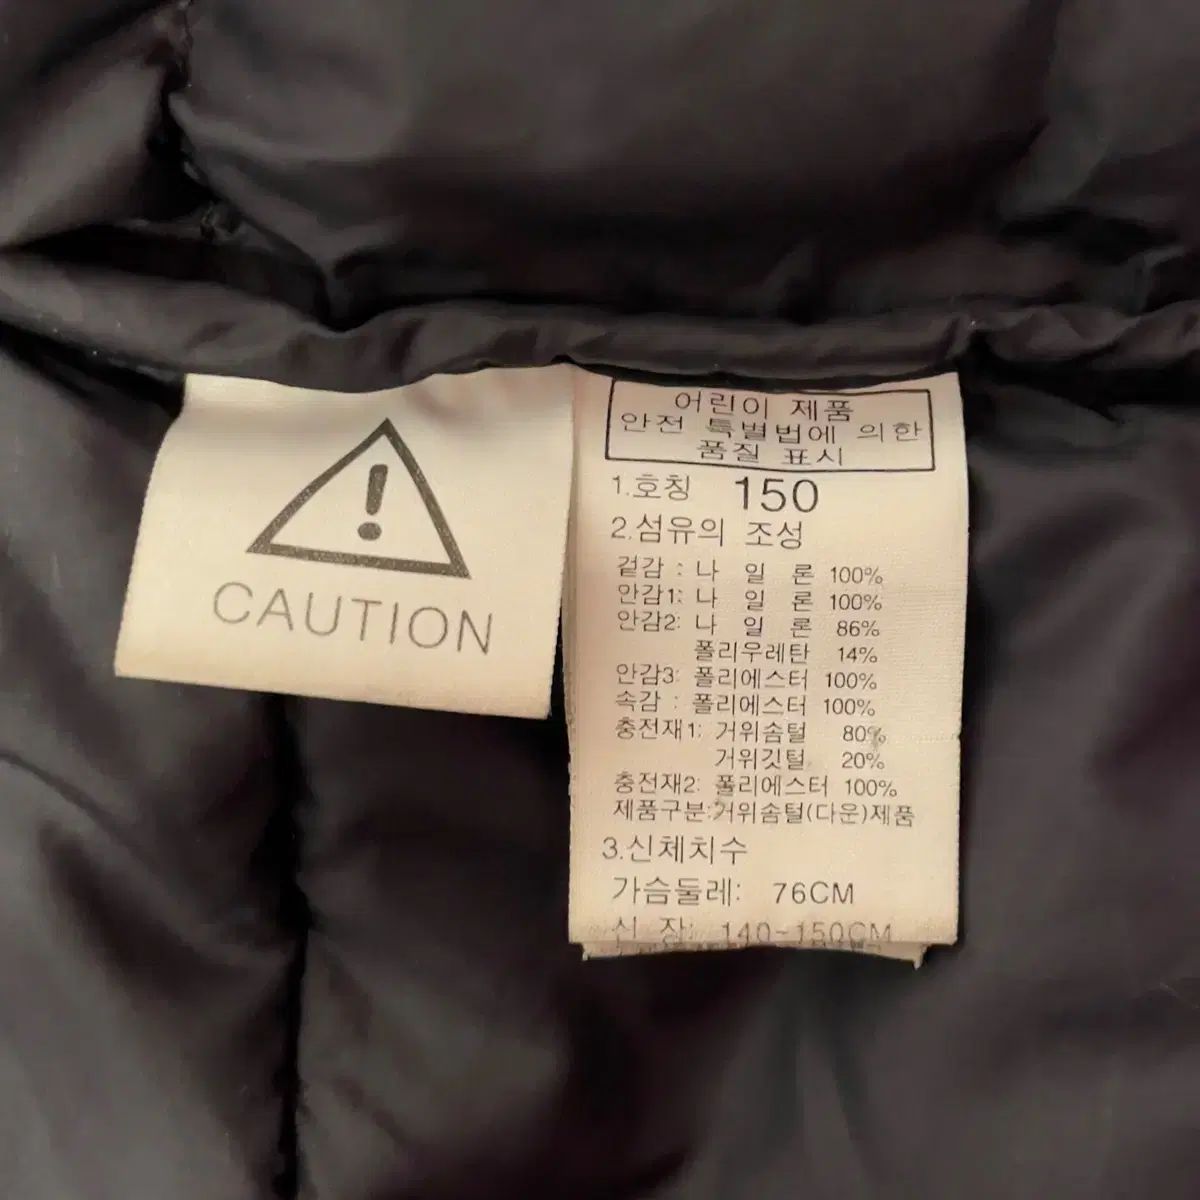 CAUTION
어린이 제품
안전 특별법에 의한
품질 표시
1.호칭 150
2.섬유의 조성
겉감 : 나 일 론 100%
안감1: 나 일 론 100%
안감2: 나 일 론 86%
폴리우레탄 14%
안감3: 폴리에스터 100%
속감 : 폴리에스터 100%
충전재1: 거위솜털 80%
거위깃털 20%
충전재2: 폴리에스터 100%
제품구분:거위솜털(다운)제품
3.신체치수
가슴둘레: 76CM
신 장: 140~150CM